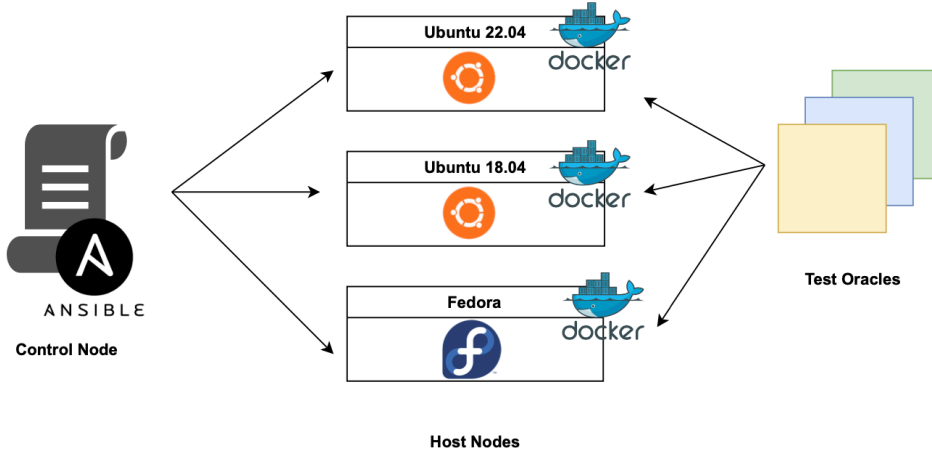 Ubuntu 22.04
docker
Ubuntu 18.04
docker
Fedora
docker
ANSIBLE
Control Node
Test Oracles
Host Nodes